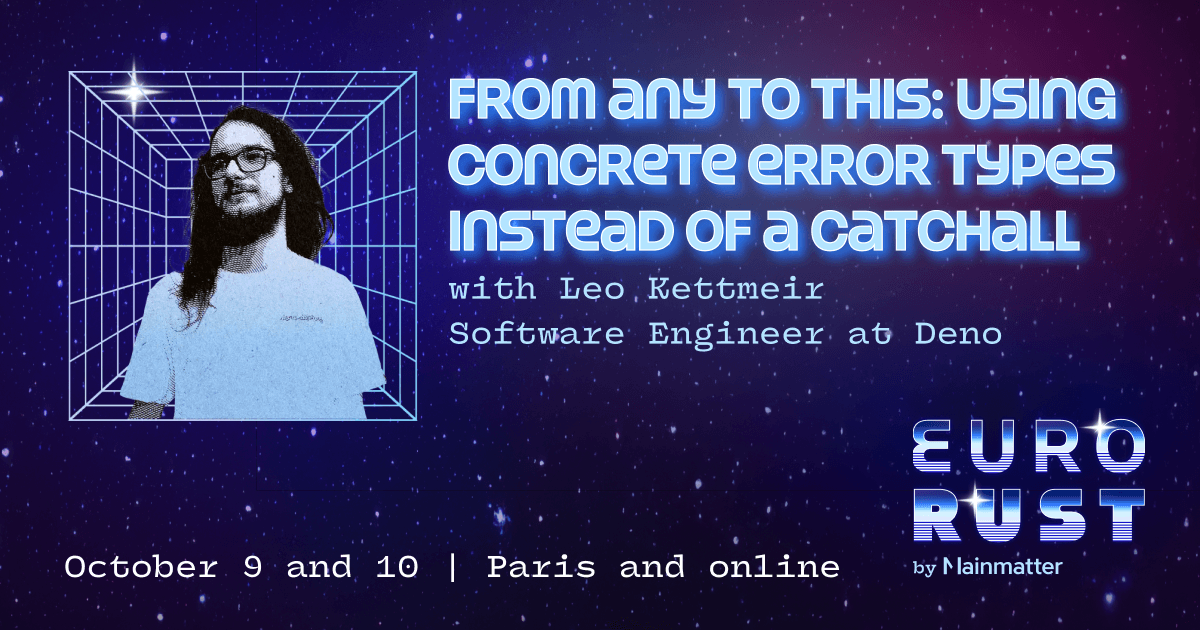 FROM ANY TO THIS: USING
CONCRETE ERROR TYPES
INSTEAD OF A CATCHALL
with Leo Kettmeir
Software Engineer at Deno
EURO
RUST
by Mainmatter
October 9 and 10 | Paris and online